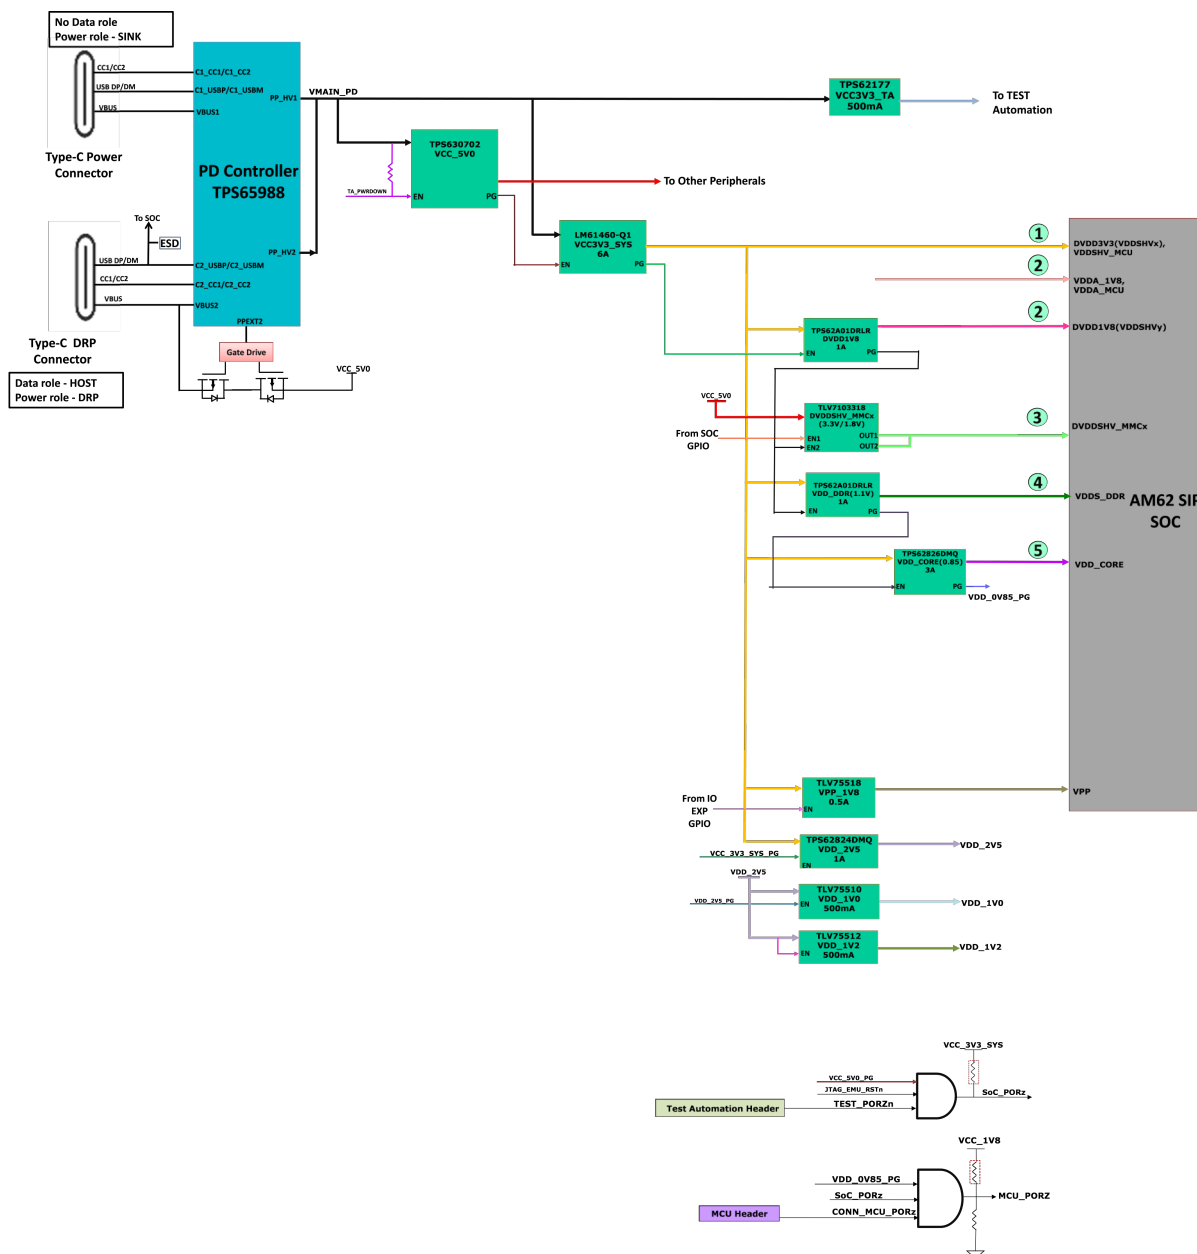 No Data role
Power role - SINK
CC1/CC2
USB DP/DM
VBUS
Type-C Power
Connector
C1_CC1/C1_CC2
C1_USBP/C1_USBM
VBUS1
PP_HV1
PD Controller
TPS65988
PP_HV2
C2_USBP/C2_USBM
C2_CC1/C2_CC2
VBUS2
PPEXT2
VMAIN_PD
To SOC
ESD
USB DP/DM
CC1/CC2
VBUS
Type-C DRP
Connector
Data role - HOST
Power role - DRP
Gate Drive
VCC_5V0
TPS62177
VCC3V3_TA
500mA
To TEST
Automation
TPS630702
VCC_5V0
EN
PG
TA_PWRDOWN
To Other Peripherals
LM61460-Q1
VCC3V3_SYS
6A
PG
EN
1
DVDD3V3(VDDSHVx),
VDDSHV_MCU
2
VDDA_1V8,
VDDA_MCU
2
DVDD1V8(VDDSHVy)
TPS62A01DRLR
DVDD1V8
1A
EN
PG
VCC_5V0
From SOC
GPIO
TLV7103318
DVDDSHV_MMCx
(3.3V/1.8V)
EN1
EN2
OUT1
OUT2
3
DVDDSHV_MMCx
TPS62A01DRLR
VDD_DDR(1.1V)
1A
EN
PG
4
VDDS_DDR
AM62 SIP
SOC
TPS62826DMQ
VDD_CORE(0.85)
3A
EN
PG
5
VDD_CORE
VDD_0V85_PG
From IO
EXP
GPIO
TLV75518
VPP_1V8
0.5A
EN
VPP
VCC_3V3_SYS_PG
TPS62824DMQ
VDD_2V5
1A
EN
VDD_2V5
VDD_2V5
VDD_2V5_PG
TLV75510
VDD_1V0
500mA
EN
VDD_1V0
TLV75512
VDD_1V2
500mA
EN
VDD_1V2
VCC_3V3_SYS
VCC_5V0_PG
JTAG_EMU_RSTn
TEST_PORZn
Test Automation Header
SoC_PORz
VCC_1V8
VDD_0V85_PG
SoC_PORz
CONN_MCU_PORz
MCU Header
MCU_PORZ